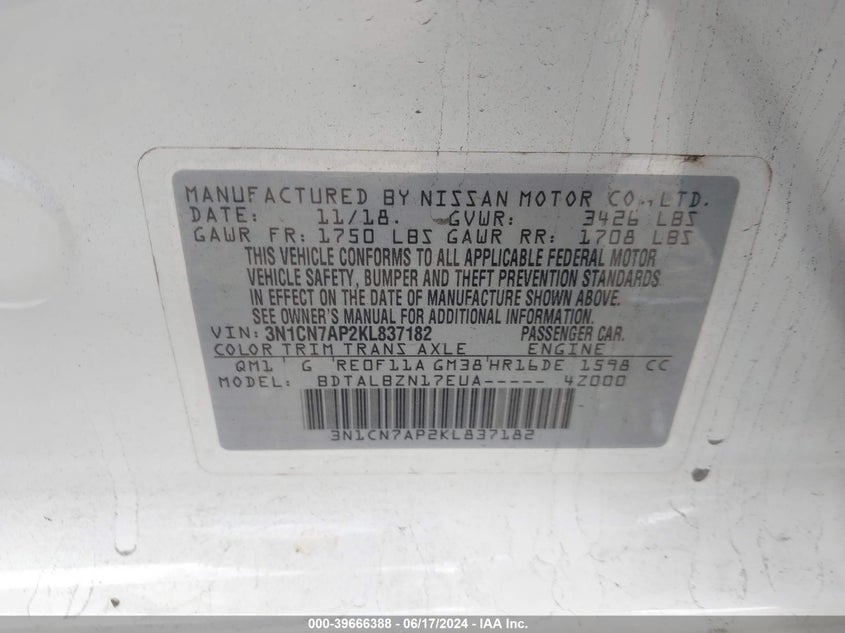 MANUFACTURED BY NISSAN MOTOR CO., LTD.
DATE: 11/18. GVWR: 3426 LBS
GAWR FR: 1750 LBS GAWR RR: 1708 LBS
THIS VEHICLE CONFORMS TO ALL APPLICABLE FEDERAL MOTOR
VEHICLE SAFETY, BUMPER AND THEFT PREVENTION STANDARDS
IN EFFECT ON THE DATE OF MANUFACTURE SHOWN ABOVE.
SEE OWNER'S MANUAL FOR ADDITIONAL INFORMATION.
VIN: 3N1CN7AP2KL837182 PASSENGER CAR.
COLOR TRIM TRANS AXLE ENGINE
QM1' G 'RE0F11A GM38'HR16DE 1598 CC
MODEL: BDTALBZN17EUA----- 4Z000
3N1CN7AP2KL837182
000-39666388 - 06/17/2024 - IAA Inc.